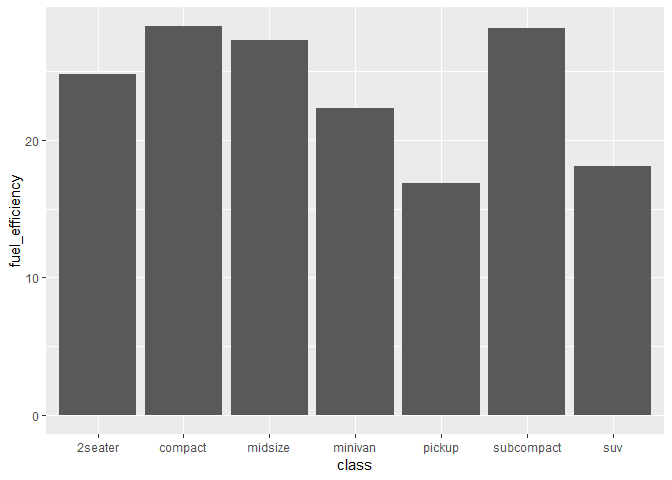 fuel_efficiency
20
10
0
2seater compact midsize minivan pickup subcompact suv
class